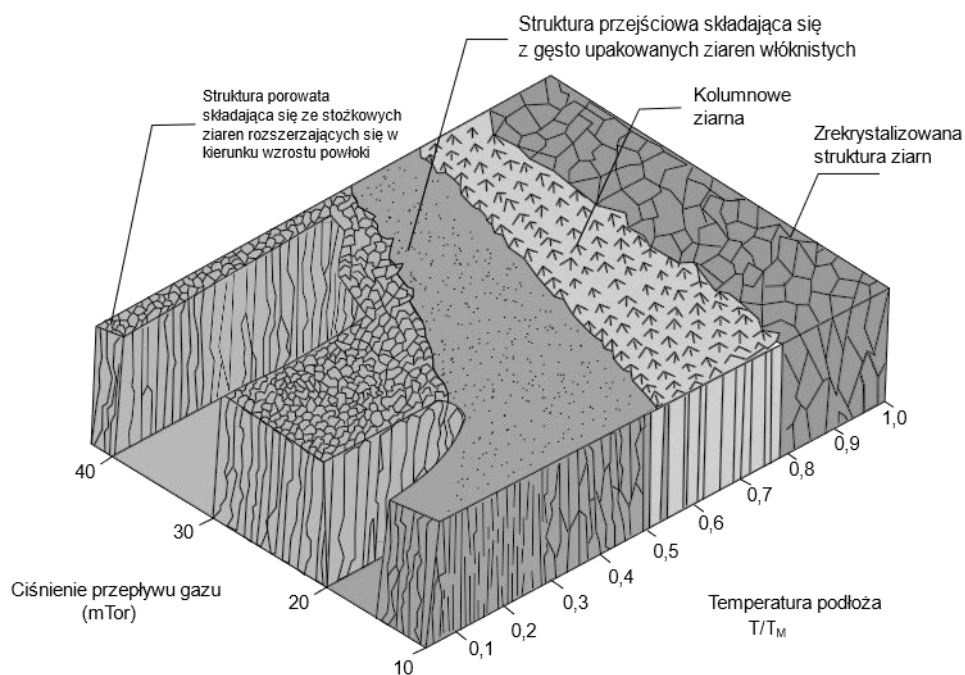 Struktura przejściowa składająca się
z gęsto upakowanych ziaren włóknistych
Struktura porowata
składająca się ze stożkowych
ziaren rozszerzających się w
kierunku wzrostu powłoki
Kolumnowe
ziarna
Zrekrystalizowana
struktura ziarn
40
30
20
10
Ciśnienie przepływu gazu
(mTor)
0,1
0,2
0,3
0,4
0,5
0,6
0,7
0,8
0,9
1,0
Temperatura podłoża
T/T_M